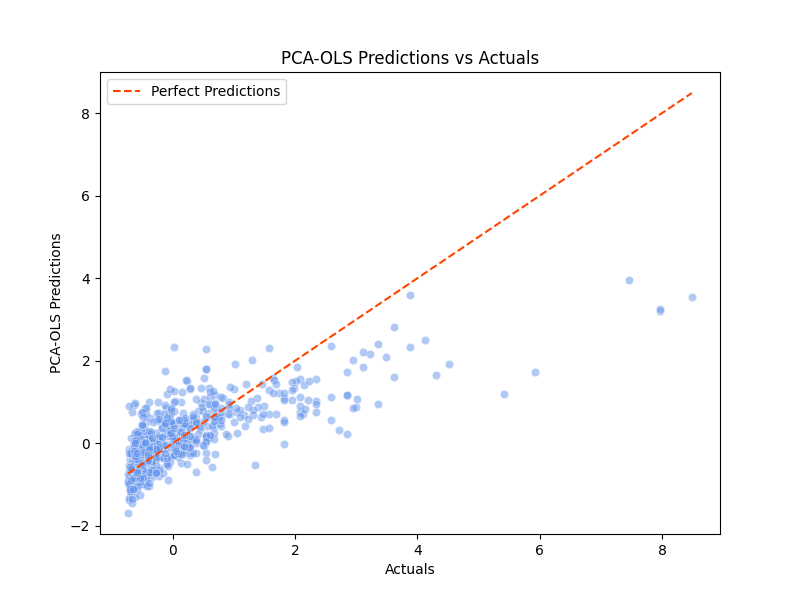 PCA-OLS Predictions vs Actuals
Perfect Predictions
8
6
4
2
0
−2
PCA-OLS Predictions
0 2 4 6 8
Actuals